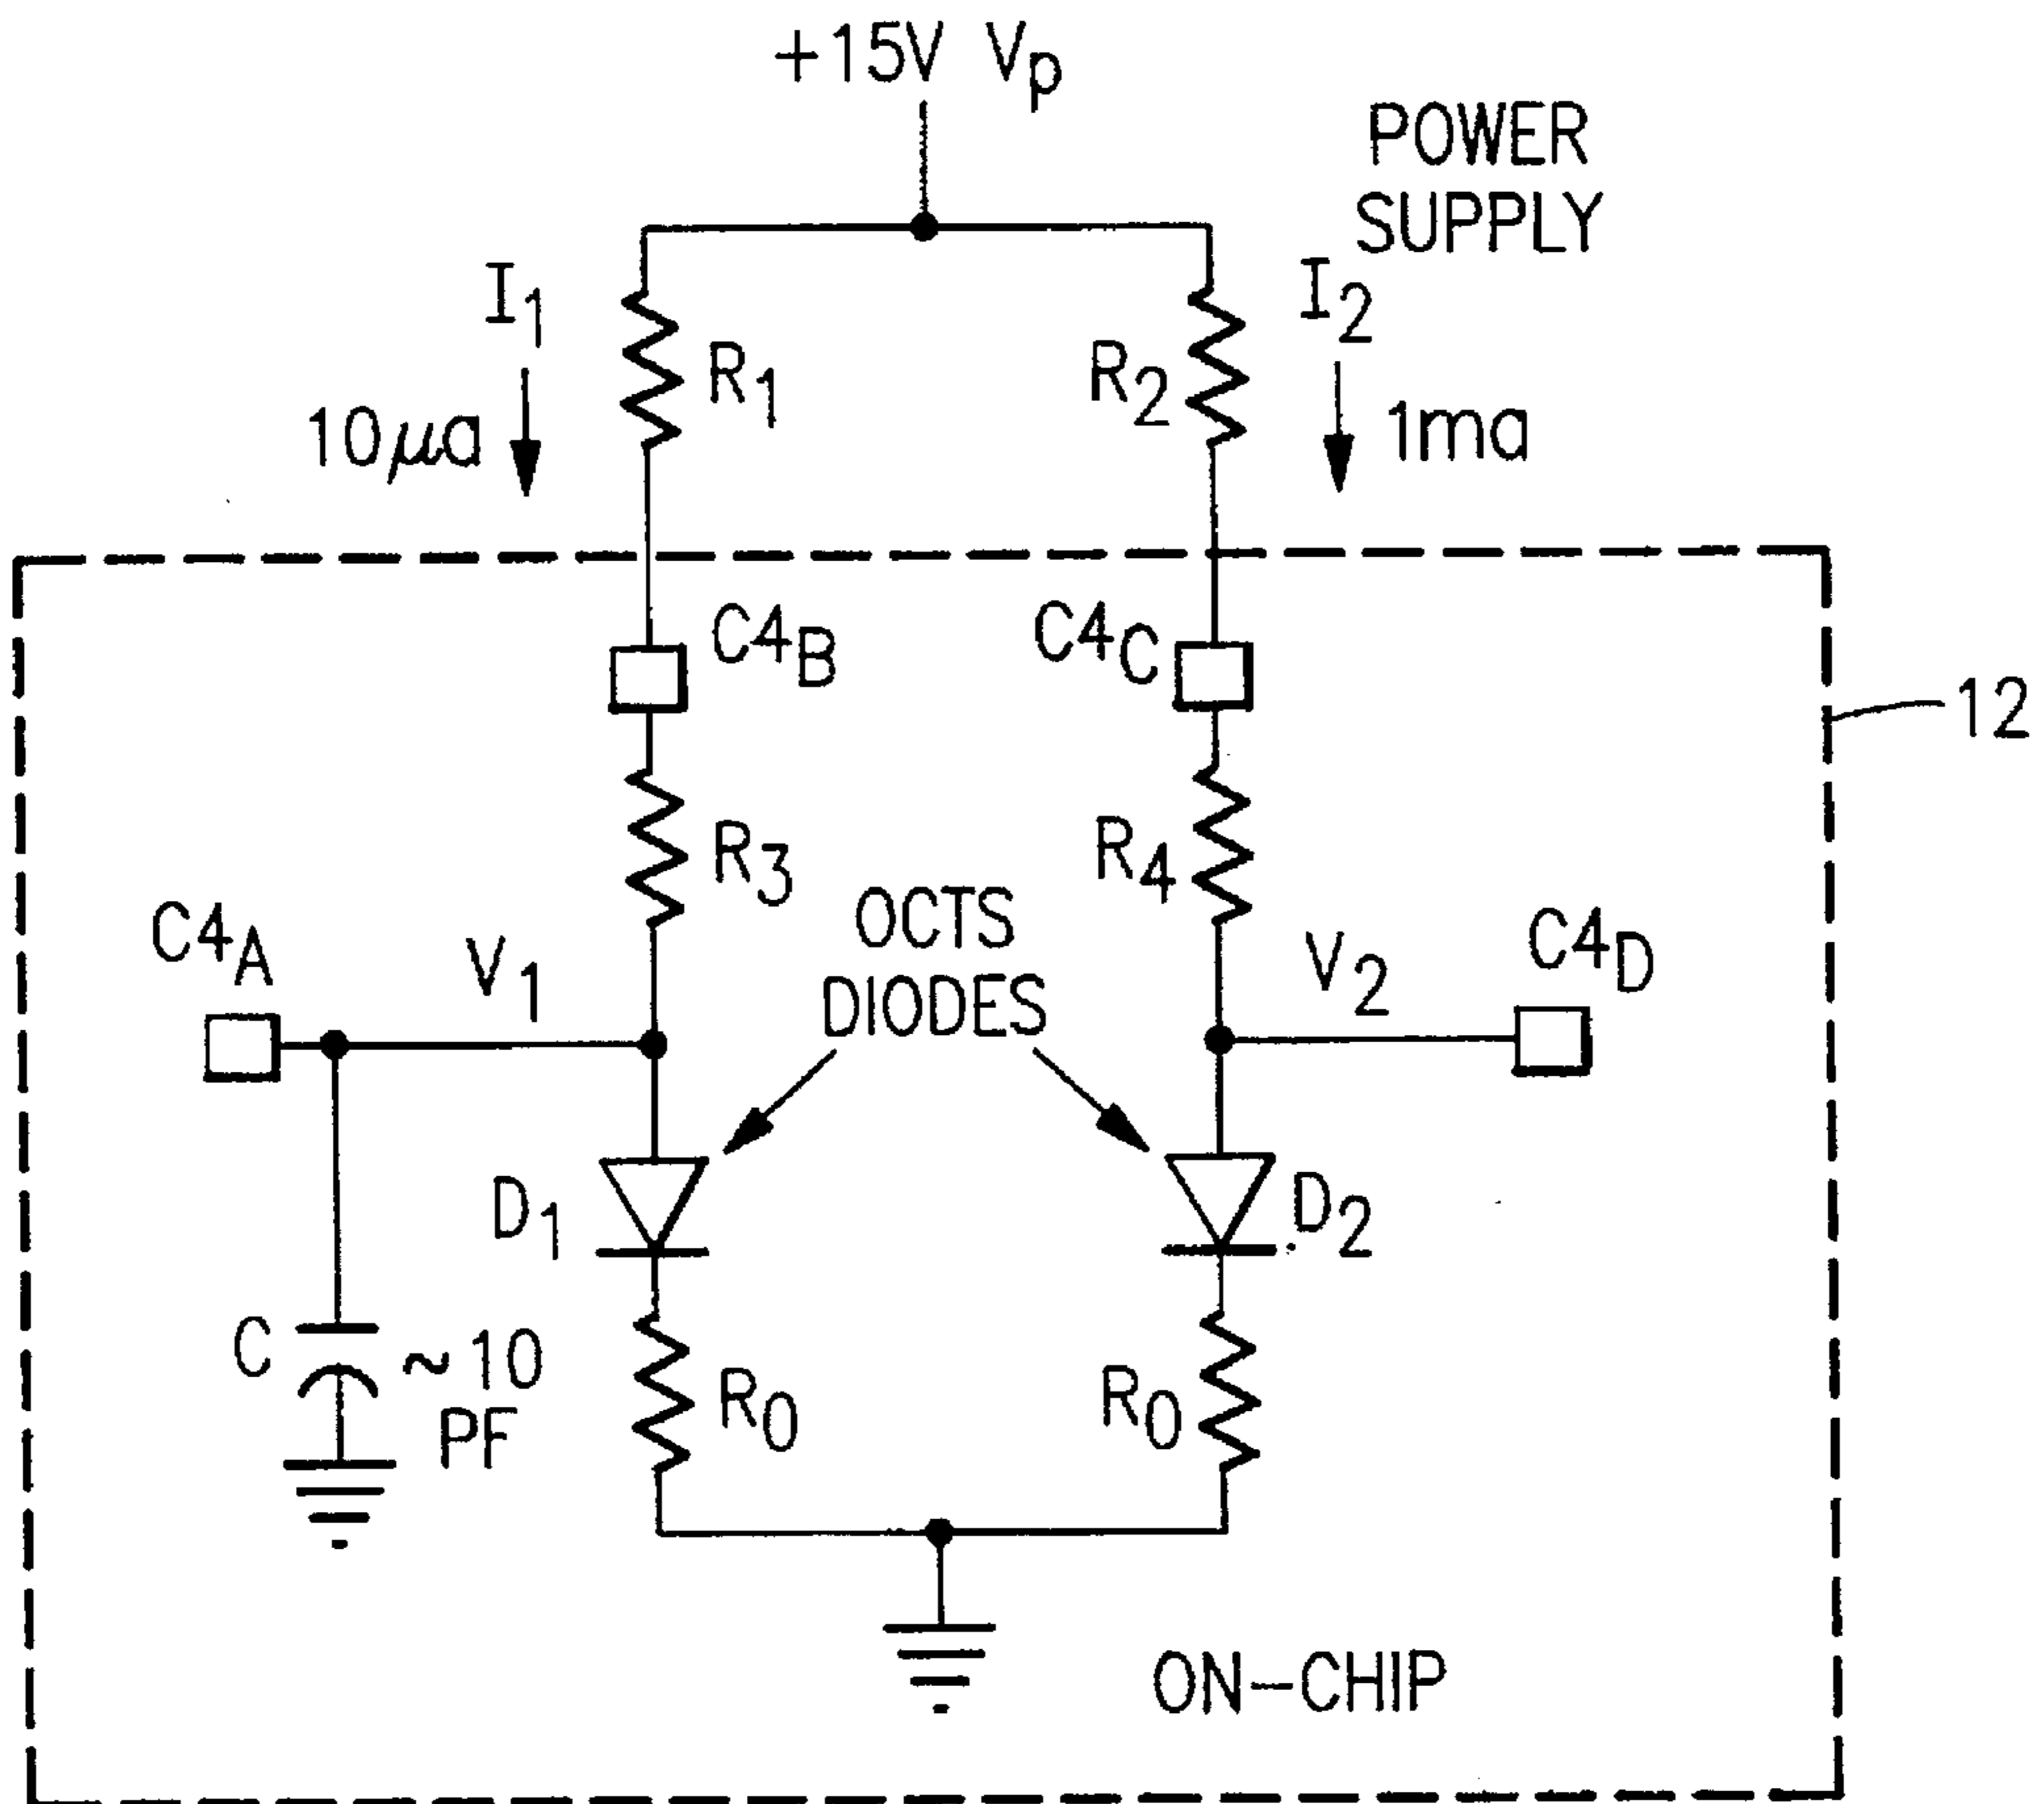 +15V Vp
POWER
SUPPLY
I1
10μa
R1
R2
I2
1ma
C4B
C4C
12
R3
R4
C4A
V1
OCTS
DIODES
V2
C4D
D1
D2
C
~10
PF
R0
R0
ON-CHIP